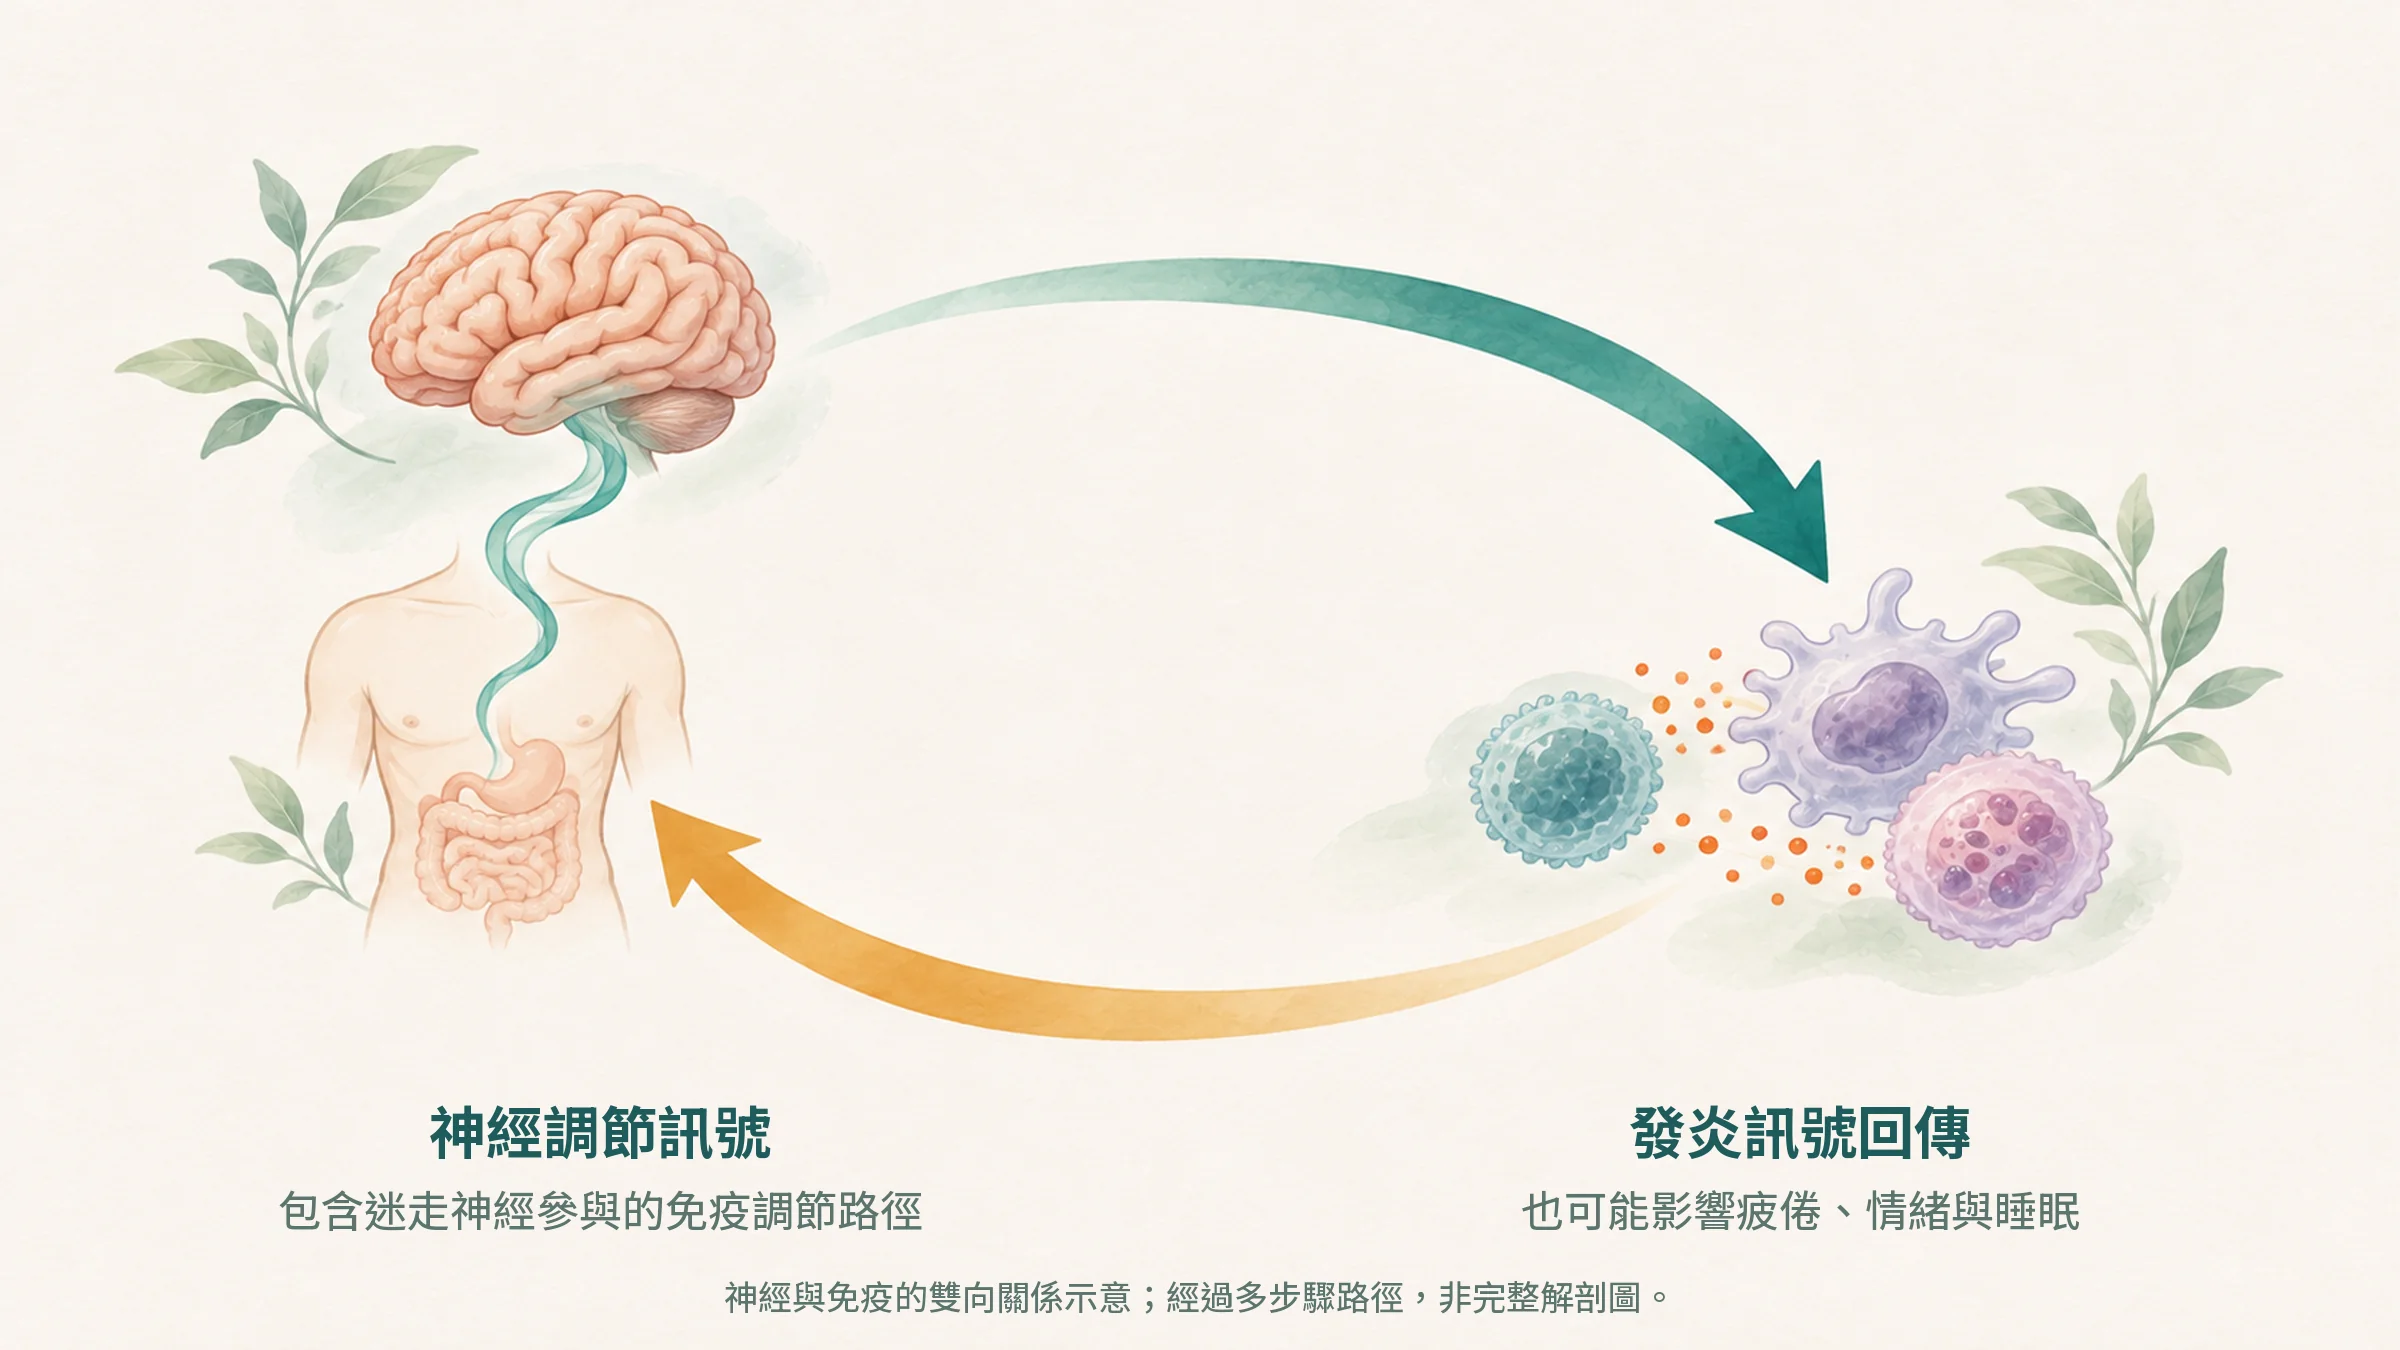 神經調節訊號
包含迷走神經參與的免疫調節路徑
發炎訊號回傳
也可能影響疲倦、情緒與睡眠
神經與免疫的雙向關係示意；經過多步驟路徑，非完整解剖圖。